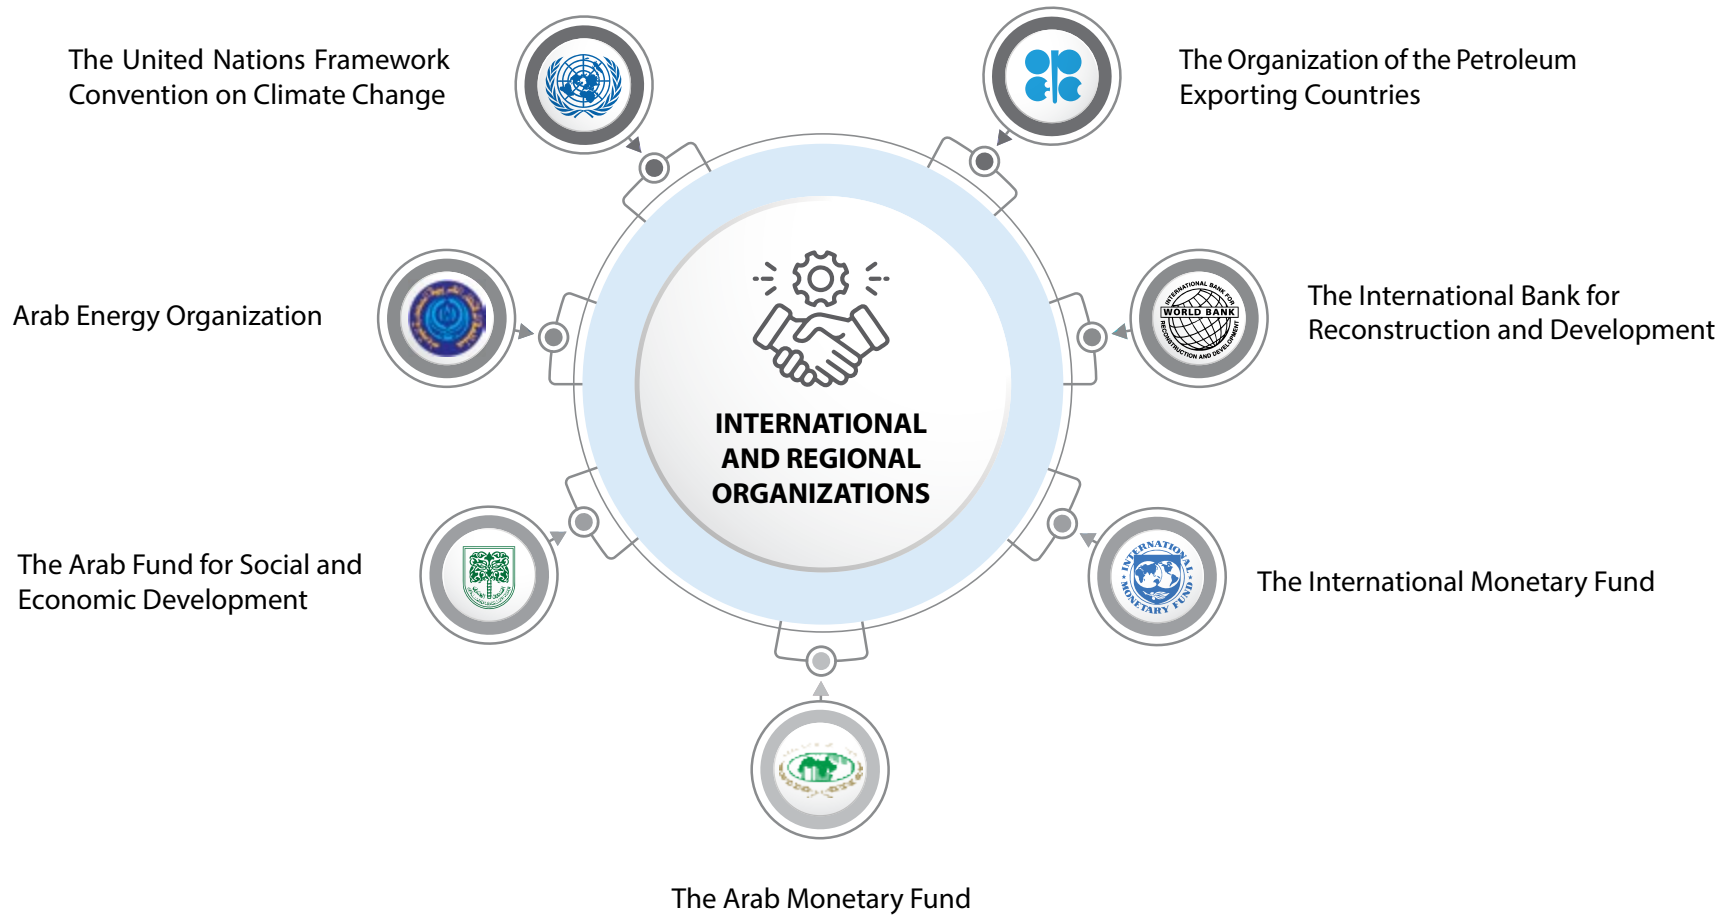 The United Nations Framework
Convention on Climate Change
The Organization of the Petroleum
Exporting Countries
Arab Energy Organization
INTERNATIONAL BANK FOR
WORLD BANK
RECONSTRUCTION AND DEVELOPMENT
The International Bank for
Reconstruction and Development
INTERNATIONAL
AND REGIONAL
ORGANIZATIONS
The Arab Fund for Social and
Economic Development
INTERNATIONAL
MONETARY FUND
The International Monetary Fund
The Arab Monetary Fund